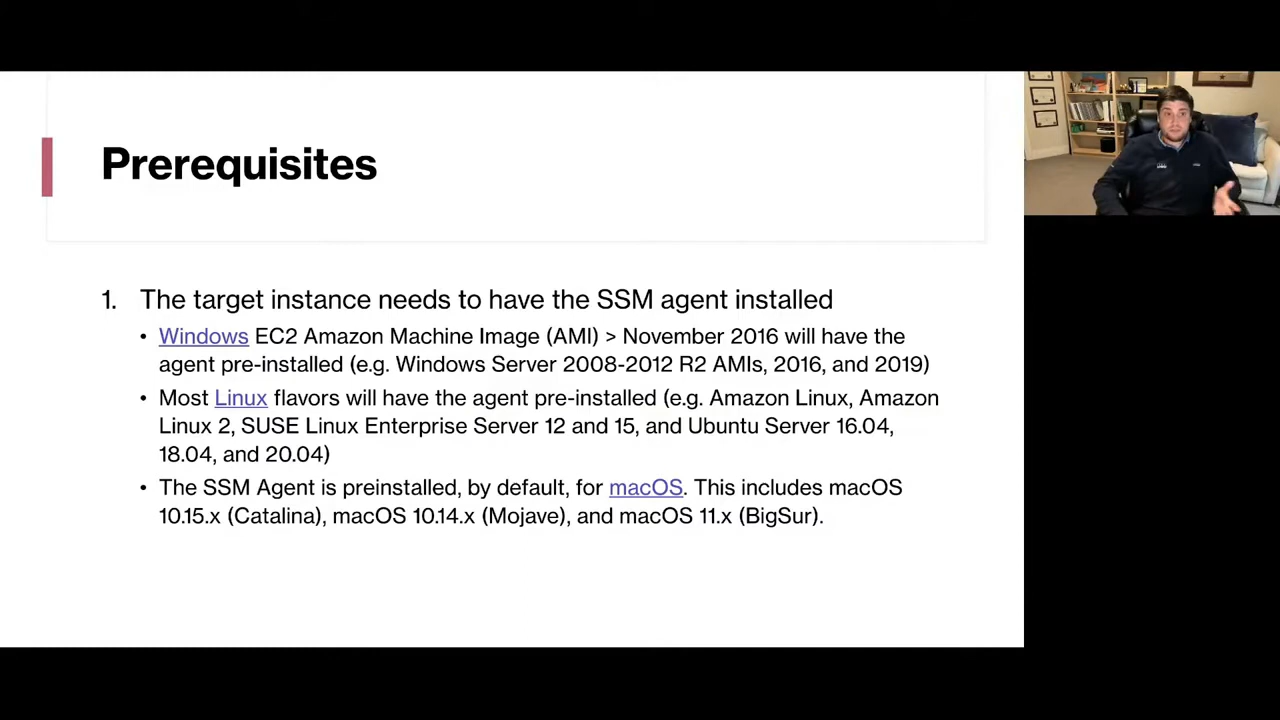 Prerequisites
1. The target instance needs to have the SSM agent installed
• Windows EC2 Amazon Machine Image (AMI) > November 2016 will have the
agent pre-installed (e.g. Windows Server 2008-2012 R2 AMIs, 2016, and 2019)
• Most Linux flavors will have the agent pre-installed (e.g. Amazon Linux, Amazon
Linux 2, SUSE Linux Enterprise Server 12 and 15, and Ubuntu Server 16.04,
18.04, and 20.04)
• The SSM Agent is preinstalled, by default, for macOS. This includes macOS
10.15.x (Catalina), macOS 10.14.x (Mojave), and macOS 11.x (BigSur).